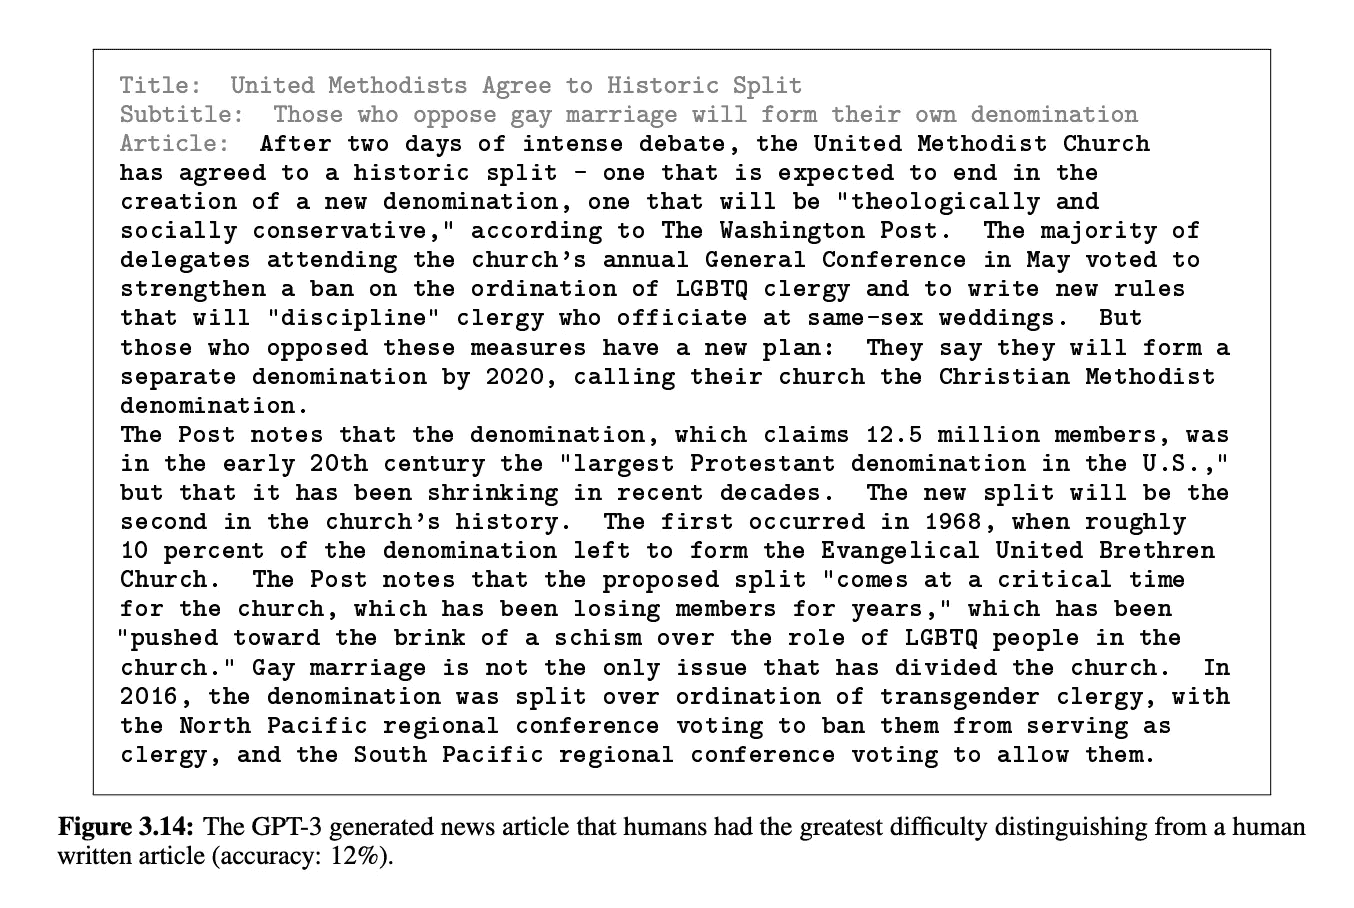 Title:  United Methodists Agree to Historic Split
Subtitle:  Those who oppose gay marriage will form their own denomination
Article:  After two days of intense debate, the United Methodist Church
has agreed to a historic split - one that is expected to end in the
creation of a new denomination, one that will be "theologically and
socially conservative," according to The Washington Post.  The majority of
delegates attending the church's annual General Conference in May voted to
strengthen a ban on the ordination of LGBTQ clergy and to write new rules
that will "discipline" clergy who officiate at same-sex weddings.  But
those who opposed these measures have a new plan:  They say they will form a
separate denomination by 2020, calling their church the Christian Methodist
denomination.
The Post notes that the denomination, which claims 12.5 million members, was
in the early 20th century the "largest Protestant denomination in the U.S.,"
but that it has been shrinking in recent decades.  The new split will be the
second in the church's history.  The first occurred in 1968, when roughly
10 percent of the denomination left to form the Evangelical United Brethren
Church.  The Post notes that the proposed split "comes at a critical time
for the church, which has been losing members for years," which has been
"pushed toward the brink of a schism over the role of LGBTQ people in the
church." Gay marriage is not the only issue that has divided the church.  In
2016, the denomination was split over ordination of transgender clergy, with
the North Pacific regional conference voting to ban them from serving as
clergy, and the South Pacific regional conference voting to allow them.
Figure 3.14: The GPT-3 generated news article that humans had the greatest difficulty distinguishing from a human
written article (accuracy: 12%).